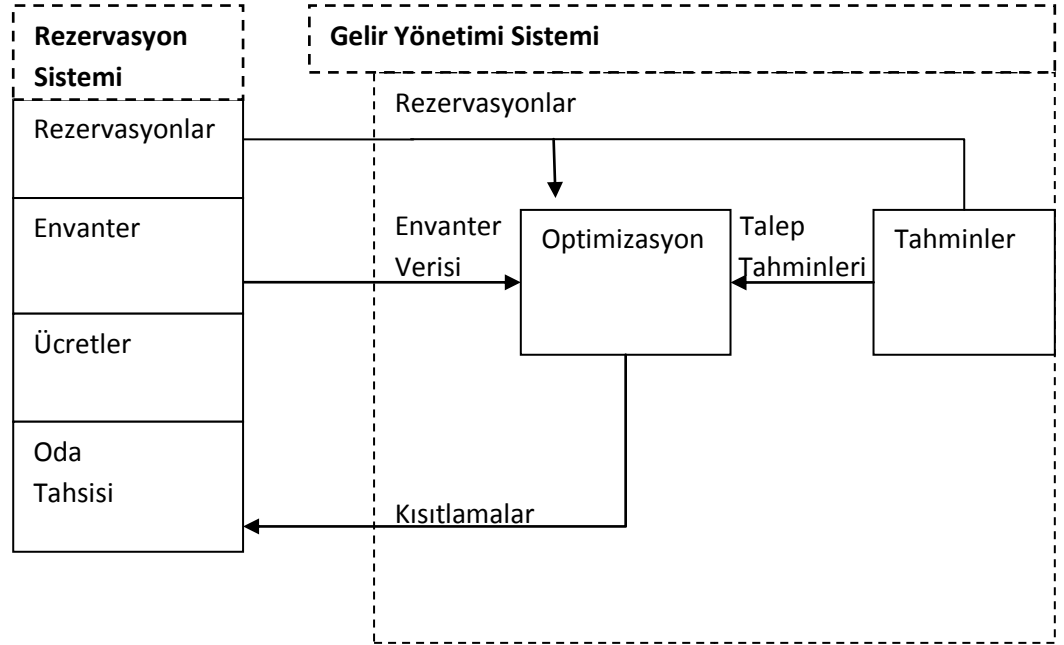 Rezervasyon
Sistemi
Gelir Yönetimi Sistemi
Rezervasyonlar
Envanter
Ücretler
Oda
Tahsisi
Rezervasyonlar
Envanter
Verisi
Optimizasyon
Talep
Tahminleri
Tahminler
Kısıtlamalar